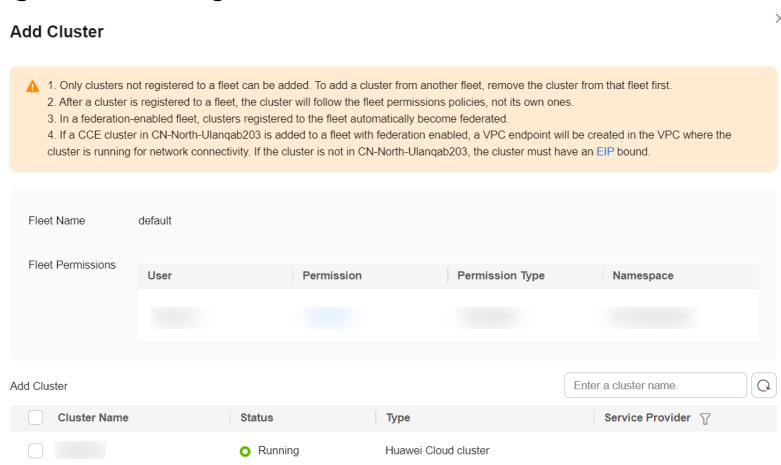 Add Cluster
1. Only clusters not registered to a fleet can be added. To add a cluster from another fleet, remove the cluster from that fleet first.
2. After a cluster is registered to a fleet, the cluster will follow the fleet permissions policies, not its own ones.
3. In a federation-enabled fleet, clusters registered to the fleet automatically become federated.
4. If a CCE cluster in CN-North-Ulanqab203 is added to a fleet with federation enabled, a VPC endpoint will be created in the VPC where the
cluster is running for network connectivity. If the cluster is not in CN-North-Ulanqab203, the cluster must have an EIP bound.
Fleet Name default
Fleet Permissions
User Permission Permission Type Namespace
Add Cluster Enter a cluster name.
Cluster Name Status Type Service Provider
Running Huawei Cloud cluster